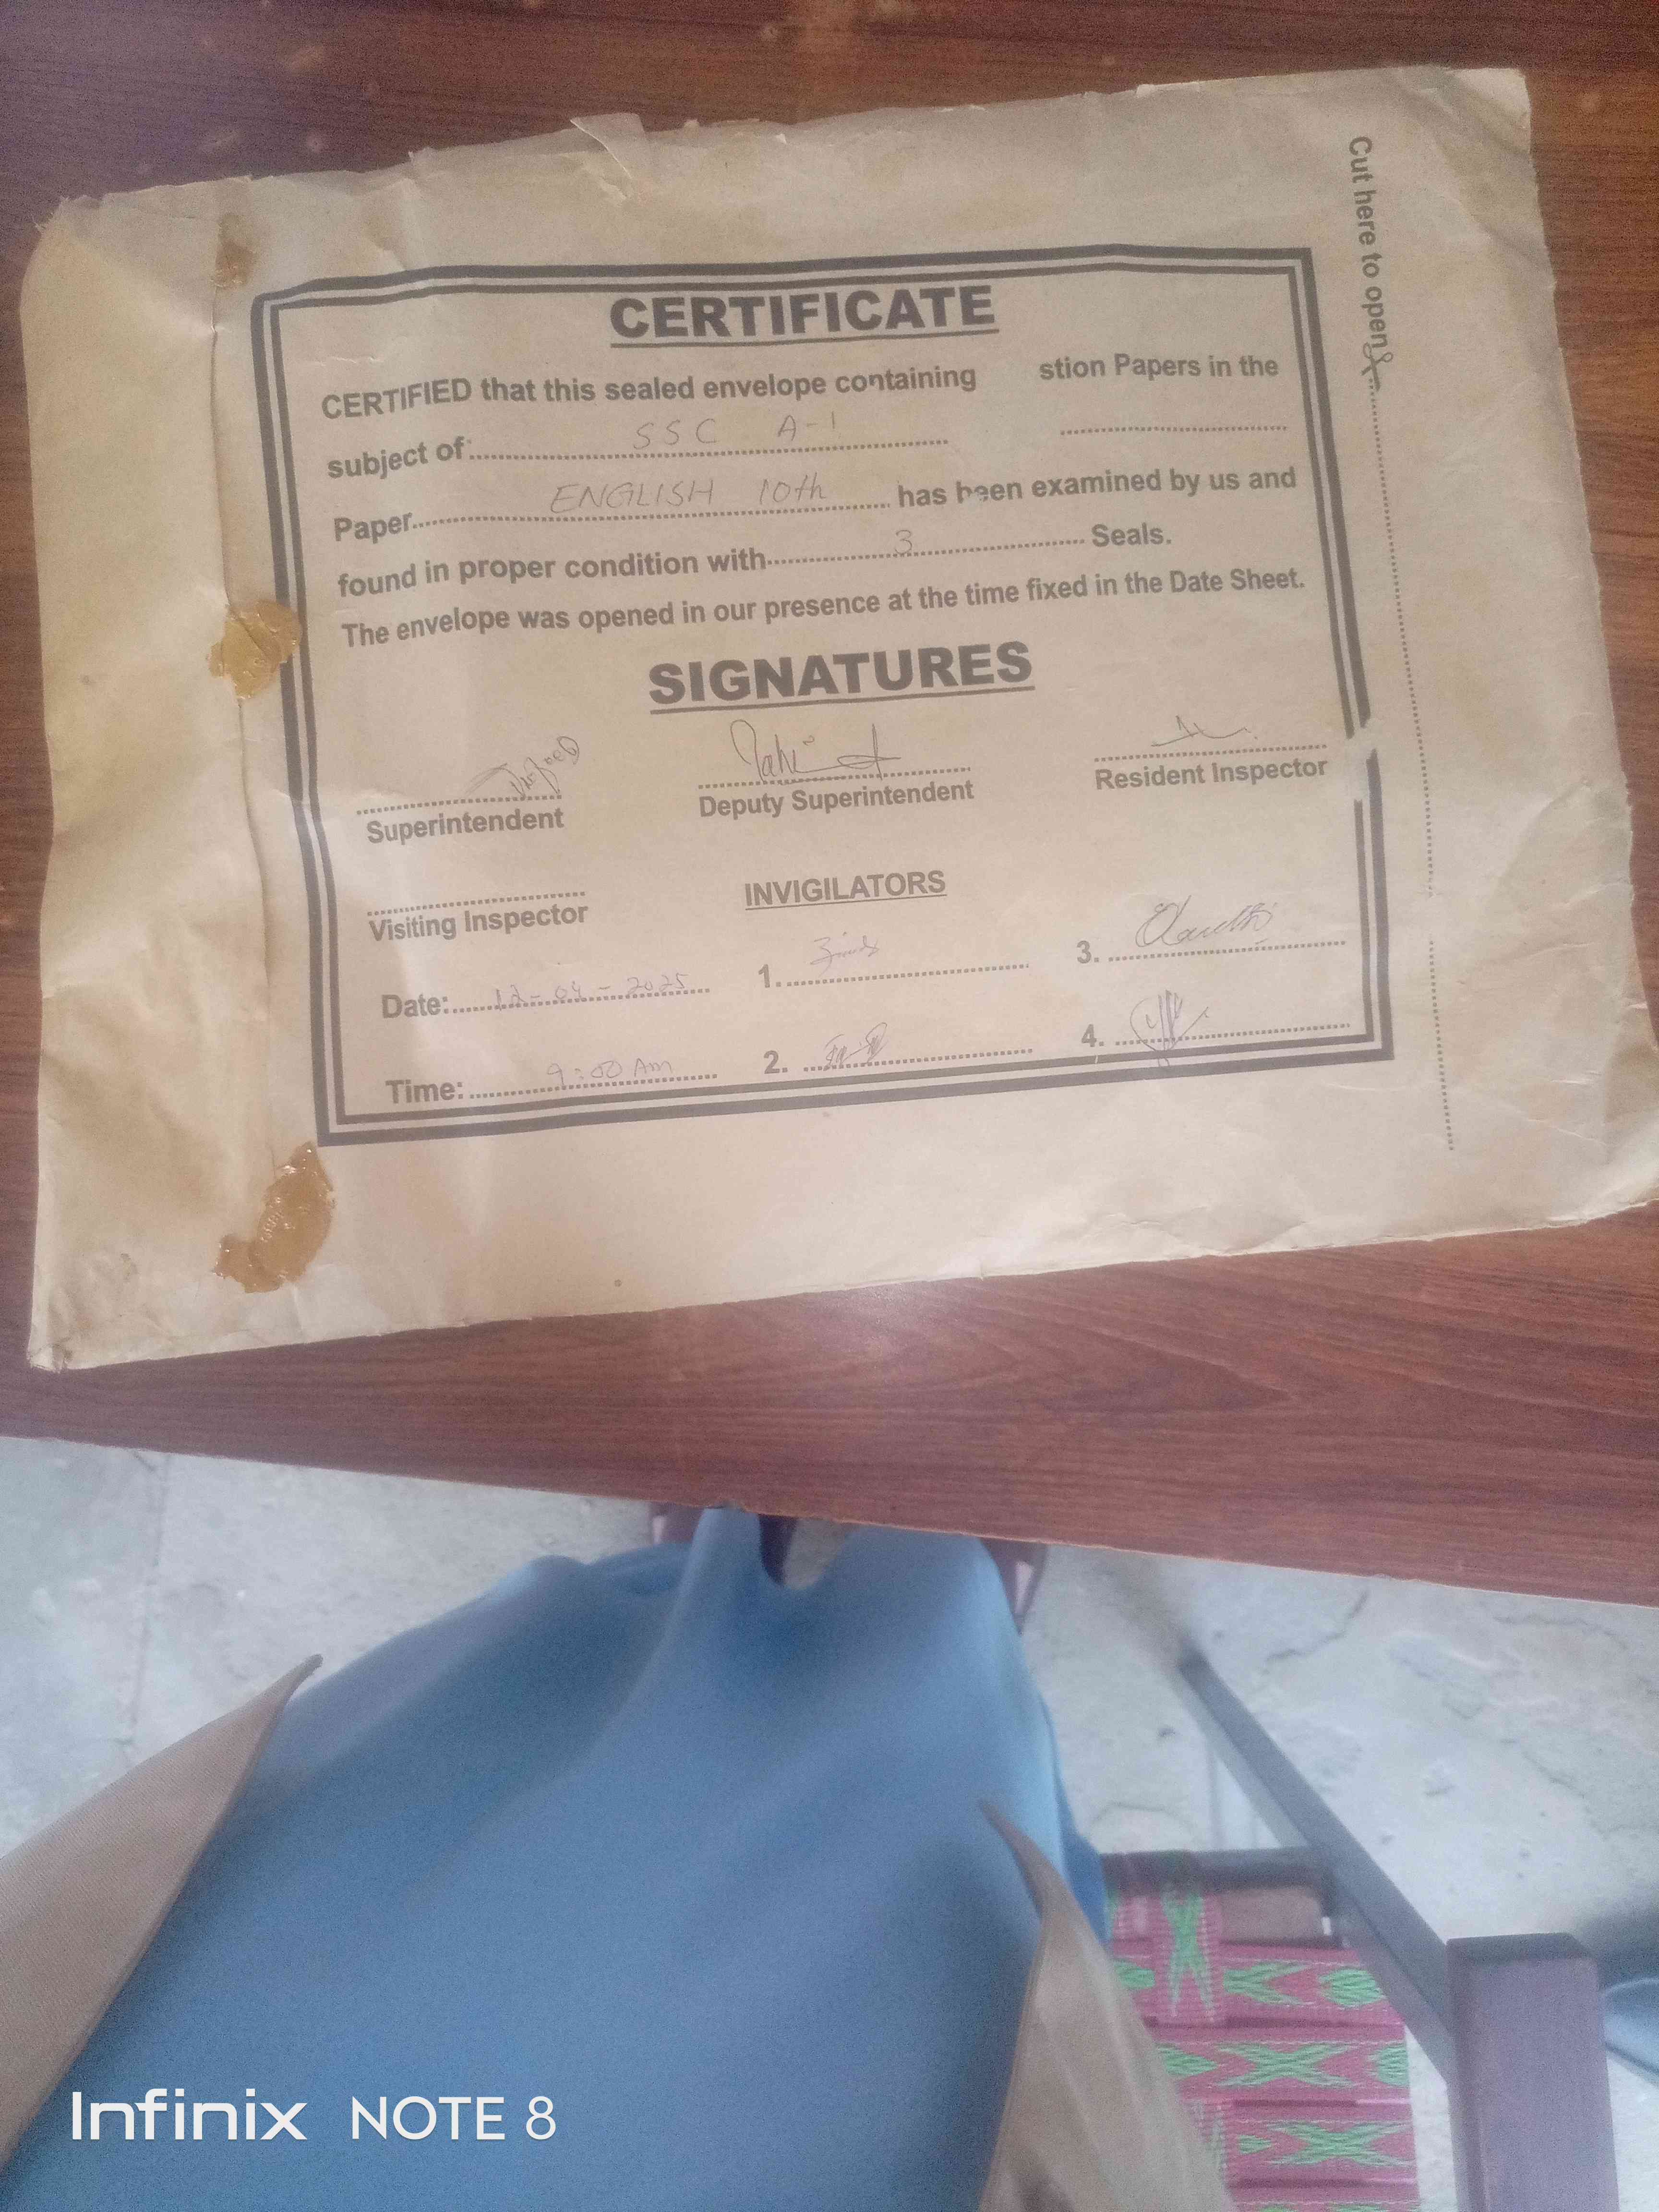 Cut here to open
CERTIFICATE
CERTIFIED that this sealed envelope containing stion Papers in the
subject of SSC A-1
Paper ENGLISH 10th has been examined by us and
found in proper condition with 3 Seals.
The envelope was opened in our presence at the time fixed in the Date Sheet.
SIGNATURES
Superintendent Deputy Superintendent Resident Inspector
Visiting Inspector INVIGILATORS
Date: 12-04-2025 1. 3.
Time: 9:00 Am 2. 4.
Infinix NOTE 8